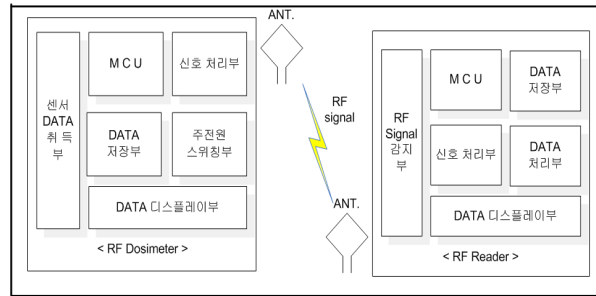 ANT.
센서
DATA
취 득
부
M C U
신호 처리부
DATA
저장부
주전원
스위칭부
DATA 디스플레이부
< RF Dosimeter >
RF
signal
ANT.
RF
Signal
감지
부
M C U
DATA
저장부
신호 처리부
DATA
처리부
DATA 디스플레이부
< RF Reader >